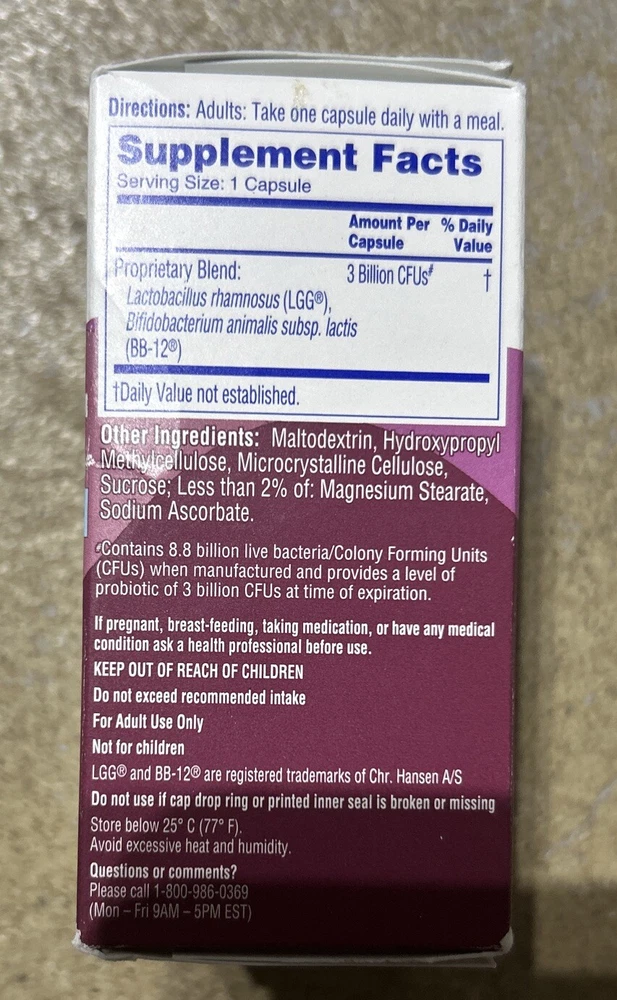 Directions: Adults: Take one capsule daily with a meal.
Supplement Facts
Serving Size: 1 Capsule
Amount Per % Daily
Capsule Value
Proprietary Blend: 3 Billion CFUs# †
Lactobacillus rhamnosus (LGG®),
Bifidobacterium animalis subsp. lactis
(BB-12®)
†Daily Value not established.
Other Ingredients: Maltodextrin, Hydroxypropyl
Methylcellulose, Microcrystalline Cellulose,
Sucrose; Less than 2% of: Magnesium Stearate,
Sodium Ascorbate.
#Contains 8.8 billion live bacteria/Colony Forming Units
(CFUs) when manufactured and provides a level of
probiotic of 3 billion CFUs at time of expiration.
If pregnant, breast-feeding, taking medication, or have any medical
condition ask a health professional before use.
KEEP OUT OF REACH OF CHILDREN
Do not exceed recommended intake
For Adult Use Only
Not for children
LGG® and BB-12® are registered trademarks of Chr. Hansen A/S
Do not use if cap drop ring or printed inner seal is broken or missing
Store below 25° C (77° F).
Avoid excessive heat and humidity.
Questions or comments?
Please call 1-800-986-0369
(Mon – Fri 9AM – 5PM EST)